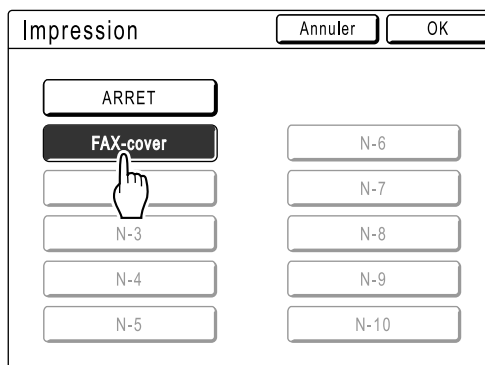 Impression Annuler OK
ARRET
FAX-cover N-6
N-7
N-3 N-8
N-4 N-9
N-5 N-10